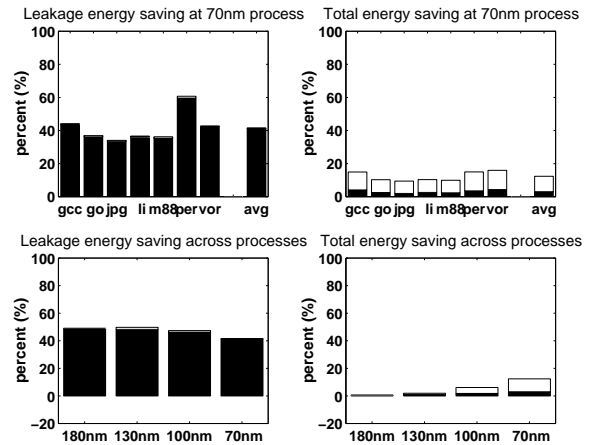 Leakage energy saving at 70nm process
percent (%)
100
80
60
40
20
0
gcc go jpg li m88 per vor avg
Total energy saving at 70nm process
percent (%)
100
80
60
40
20
0
gcc go jpg li m88 per vor avg
Leakage energy saving across processes
percent (%)
100
80
60
40
20
0
−20
180nm 130nm 100nm 70nm
Total energy saving across processes
percent (%)
100
80
60
40
20
0
−20
180nm 130nm 100nm 70nm